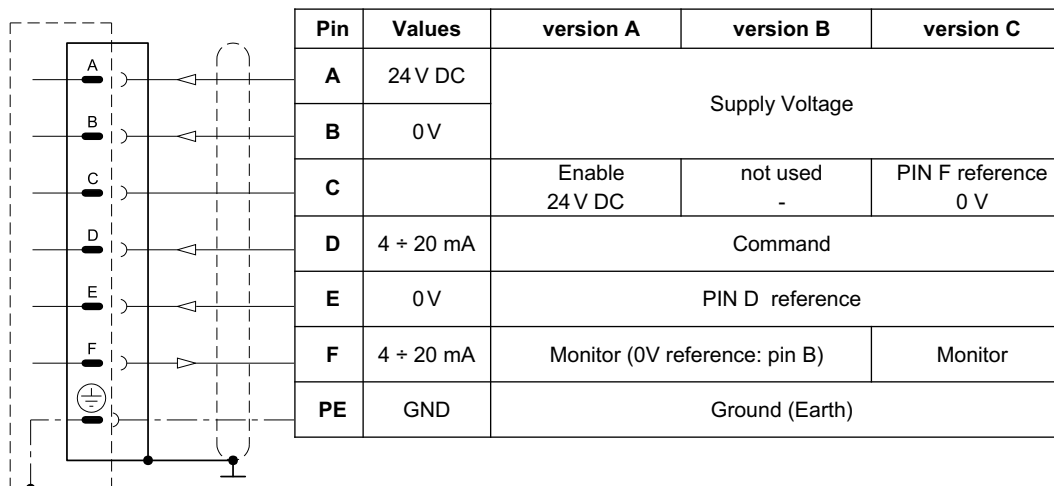 Pin Values version A version B version C
A 24 V DC
Supply Voltage
B 0 V
C Enable 24 V DC not used - PIN F reference 0 V
D 4 ÷ 20 mA Command
E 0 V PIN D reference
F 4 ÷ 20 mA Monitor (0V reference: pin B) Monitor
PE GND Ground (Earth)
A
B
C
D
E
F